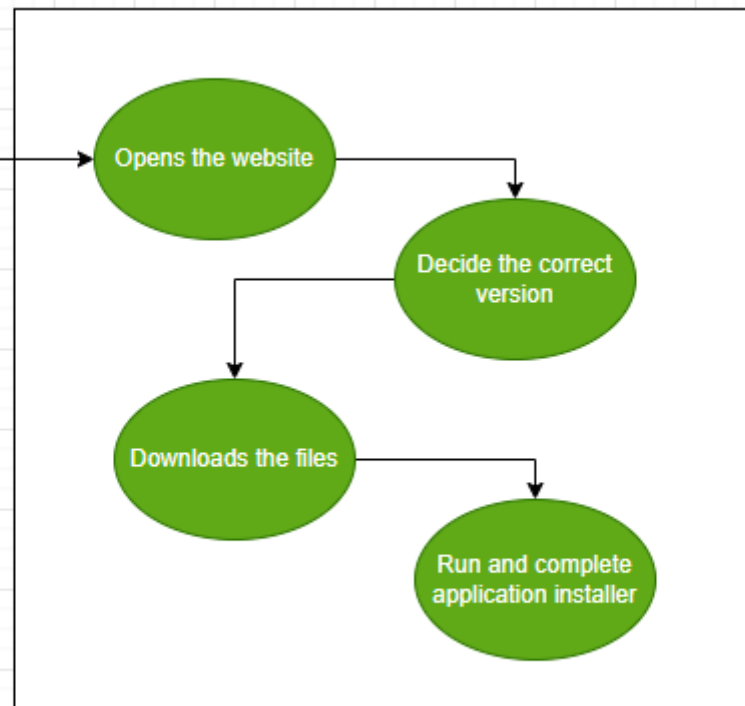 Opens the website
Decide the correct
version
Downloads the files
Run and complete
application installer